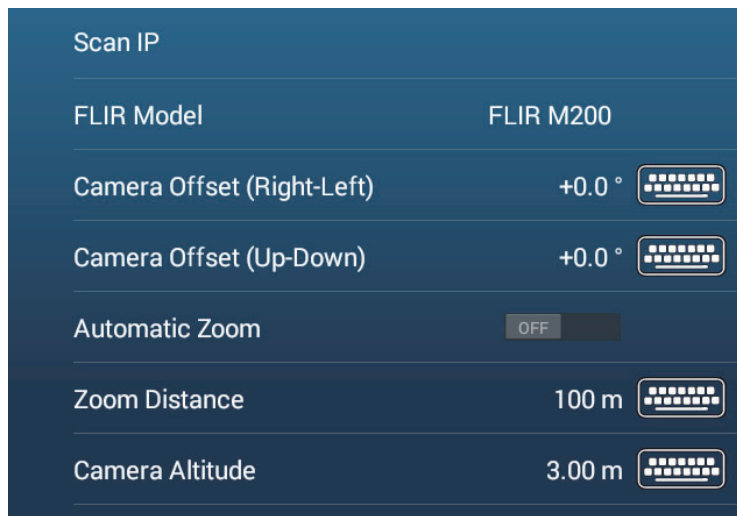 Scan IP
FLIR Model FLIR M200
Camera Offset (Right-Left) +0.0 °
Camera Offset (Up-Down) +0.0 °
Automatic Zoom OFF
Zoom Distance 100 m
Camera Altitude 3.00 m